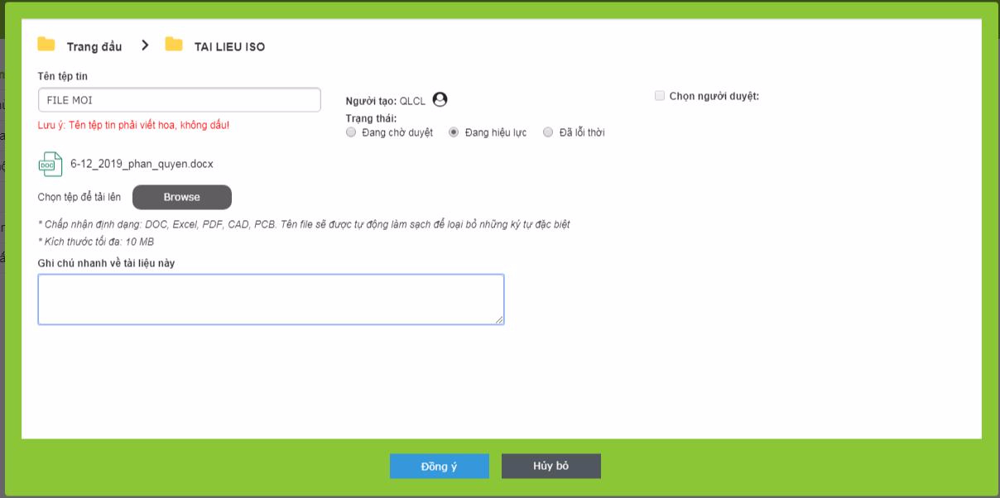 Trang đầu > TAI LIEU ISO
Tên tệp tin
FILE MOI
Lưu ý: Tên tệp tin phải viết hoa, không dấu!
Người tạo: QLCL
Trạng thái:
Đang chờ duyệt Đang hiệu lực Đã lỗi thời
Chọn người duyệt:
DOC 6-12_2019_phan_quyen.docx
Chọn tệp để tải lên Browse
* Chấp nhận định dạng: DOC, Excel, PDF, CAD, PCB. Tên file sẽ được tự động làm sạch để loại bỏ những ký tự đặc biệt
* Kích thước tối đa: 10 MB
Ghi chú nhanh về tài liệu này
Đồng ý Hủy bỏ